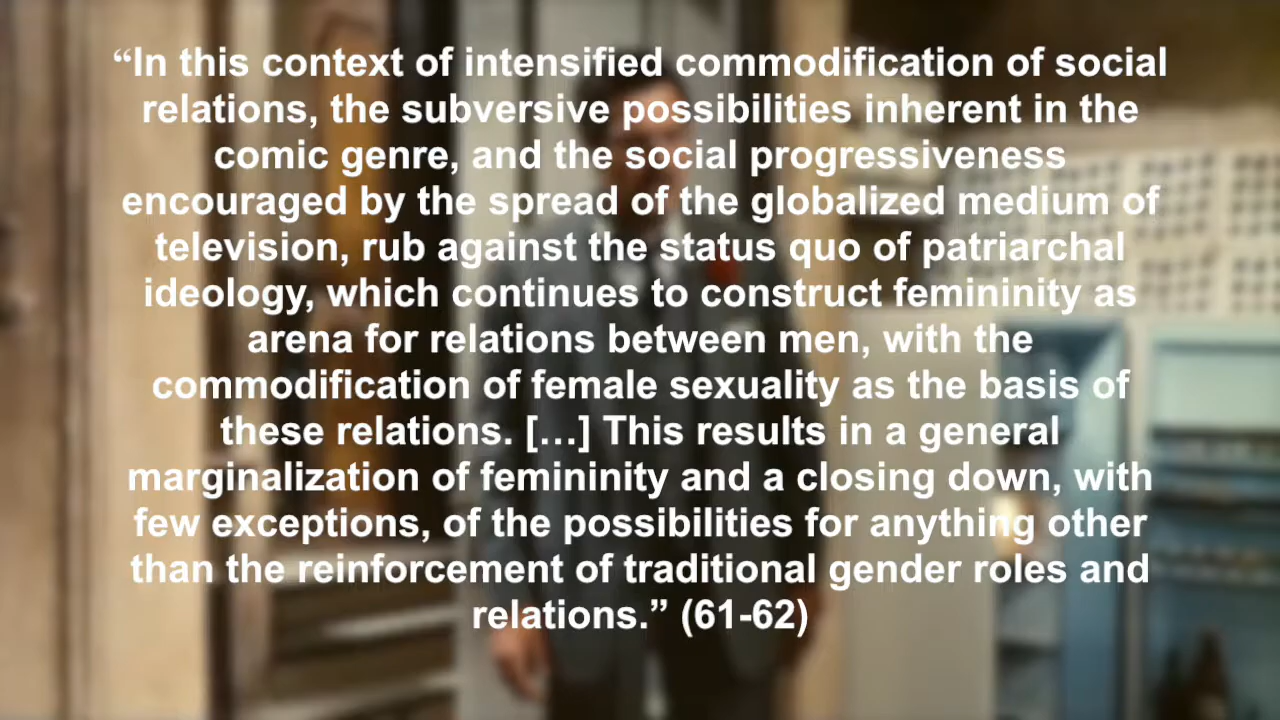 “In this context of intensified commodification of social
relations, the subversive possibilities inherent in the
comic genre, and the social progressiveness
encouraged by the spread of the globalized medium of
television, rub against the status quo of patriarchal
ideology, which continues to construct femininity as
arena for relations between men, with the
commodification of female sexuality as the basis of
these relations. […] This results in a general
marginalization of femininity and a closing down, with
few exceptions, of the possibilities for anything other
than the reinforcement of traditional gender roles and
relations.” (61-62)